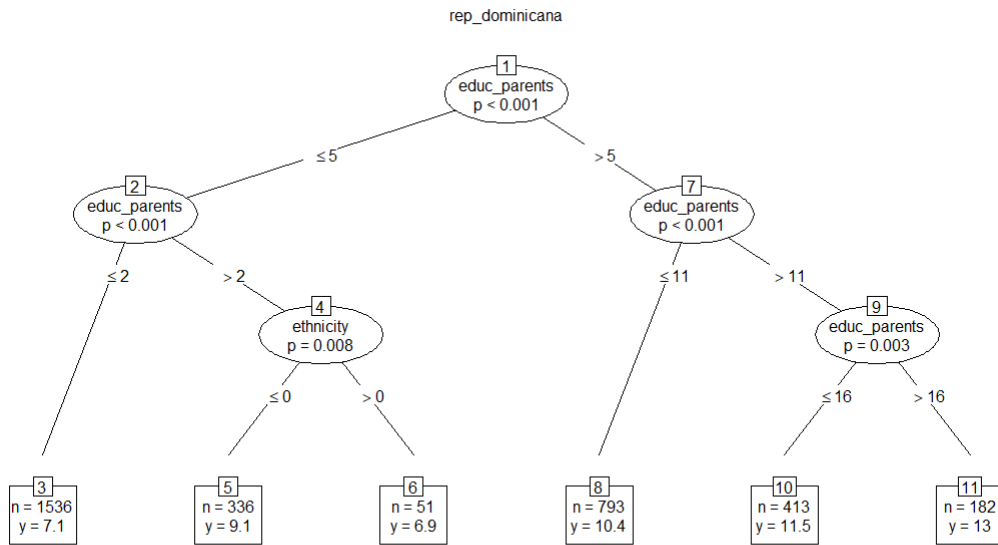 rep_dominicana
1
educ_parents
p < 0.001
≤ 5
> 5
2
educ_parents
p < 0.001
7
educ_parents
p < 0.001
≤ 2
> 2
≤ 11
> 11
4
ethnicity
p = 0.008
9
educ_parents
p = 0.003
≤ 0
> 0
≤ 16
> 16
3
n = 1536
y = 7.1
5
n = 336
y = 9.1
6
n = 51
y = 6.9
8
n = 793
y = 10.4
10
n = 413
y = 11.5
11
n = 182
y = 13